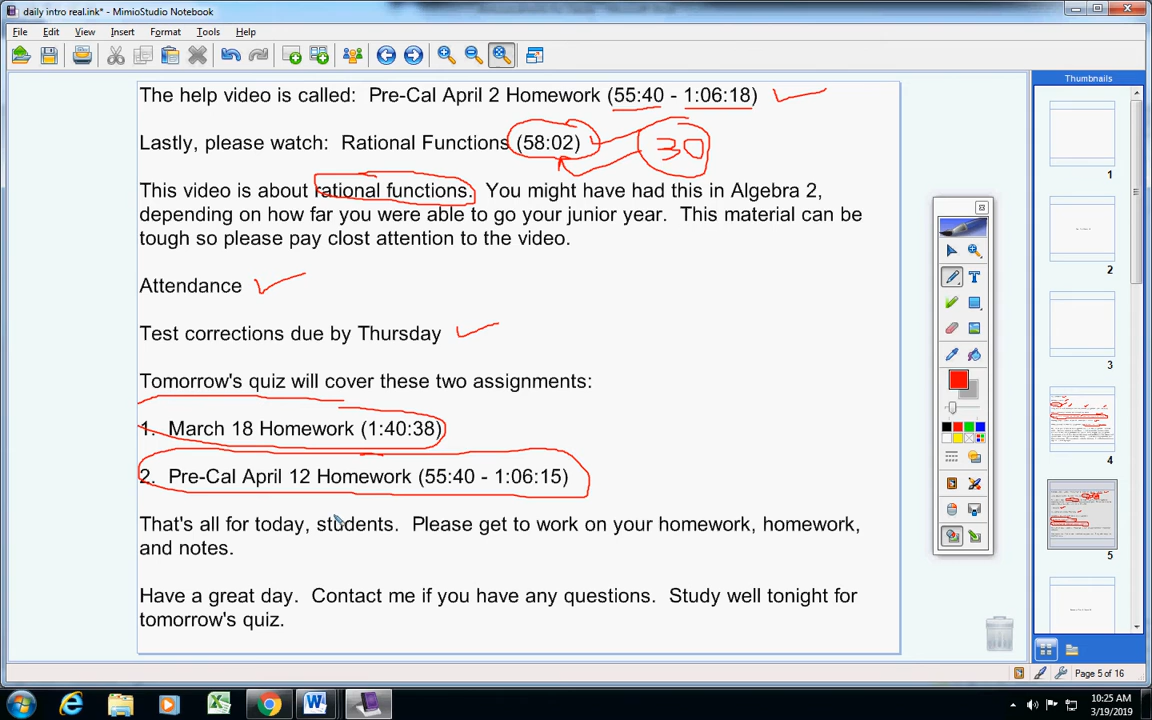 daily intro real.ink* - MimioStudio Notebook
File Edit View Insert Format Tools Help
The help video is called: Pre-Cal April 2 Homework (55:40 - 1:06:18)
Lastly, please watch: Rational Functions (58:02) 30
This video is about rational functions. You might have had this in Algebra 2,
depending on how far you were able to go your junior year. This material can be
tough so please pay clost attention to the video.
Attendance
Test corrections due by Thursday
Tomorrow's quiz will cover these two assignments:
1. March 18 Homework (1:40:38)
2. Pre-Cal April 12 Homework (55:40 - 1:06:15)
That's all for today, students. Please get to work on your homework, homework,
and notes.
Have a great day. Contact me if you have any questions. Study well tonight for
tomorrow's quiz.
Thumbnails
1
2
3
4
5
Page 5 of 16
10:25 AM
3/19/2019